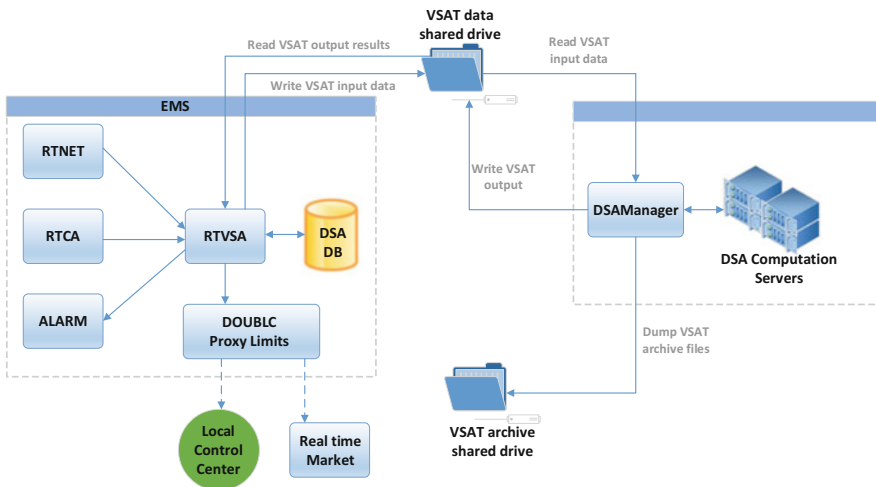 VSAT data
shared drive
Read VSAT output results
Read VSAT
input data
Write VSAT input data
EMS
RTNET
Write VSAT
output
DSAManager
RTCA
RTVSA
DSA
DB
DSA Computation
Servers
ALARM
DOUBLC
Proxy Limits
Dump VSAT
archive files
Local
Control
Center
Real time
Market
VSAT archive
shared drive